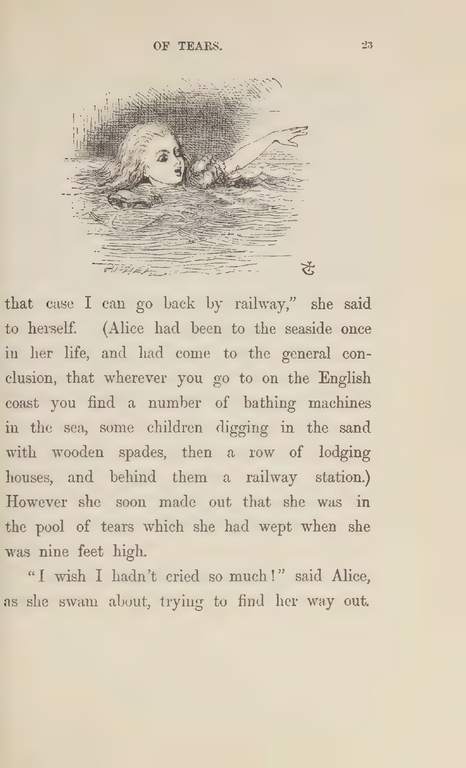 OF TEARS. 23
that case I can go back by railway,” she said
to herself. (Alice had been to the seaside once
in her life, and had come to the general con-
clusion, that wherever you go to on the English
coast you find a number of bathing machines
in the sea, some children digging in the sand
with wooden spades, then a row of lodging
houses, and behind them a railway station.)
However she soon made out that she was in
the pool of tears which she had wept when she
was nine feet high.
“I wish I hadn’t cried so much!” said Alice,
as she swam about, trying to find her way out.